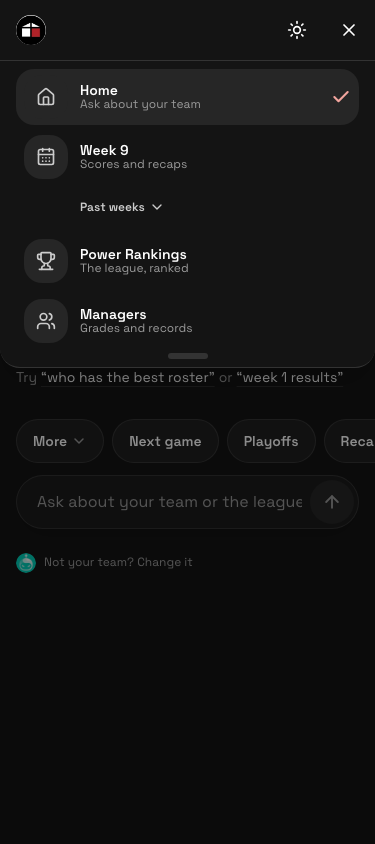 Home
Ask about your team
Week 9
Scores and recaps
Past weeks
Power Rankings
The league, ranked
Managers
Grades and records
Try “who has the best roster” or “week 1 results”
More
Next game
Playoffs
Reca
Ask about your team or the league
Not your team? Change it